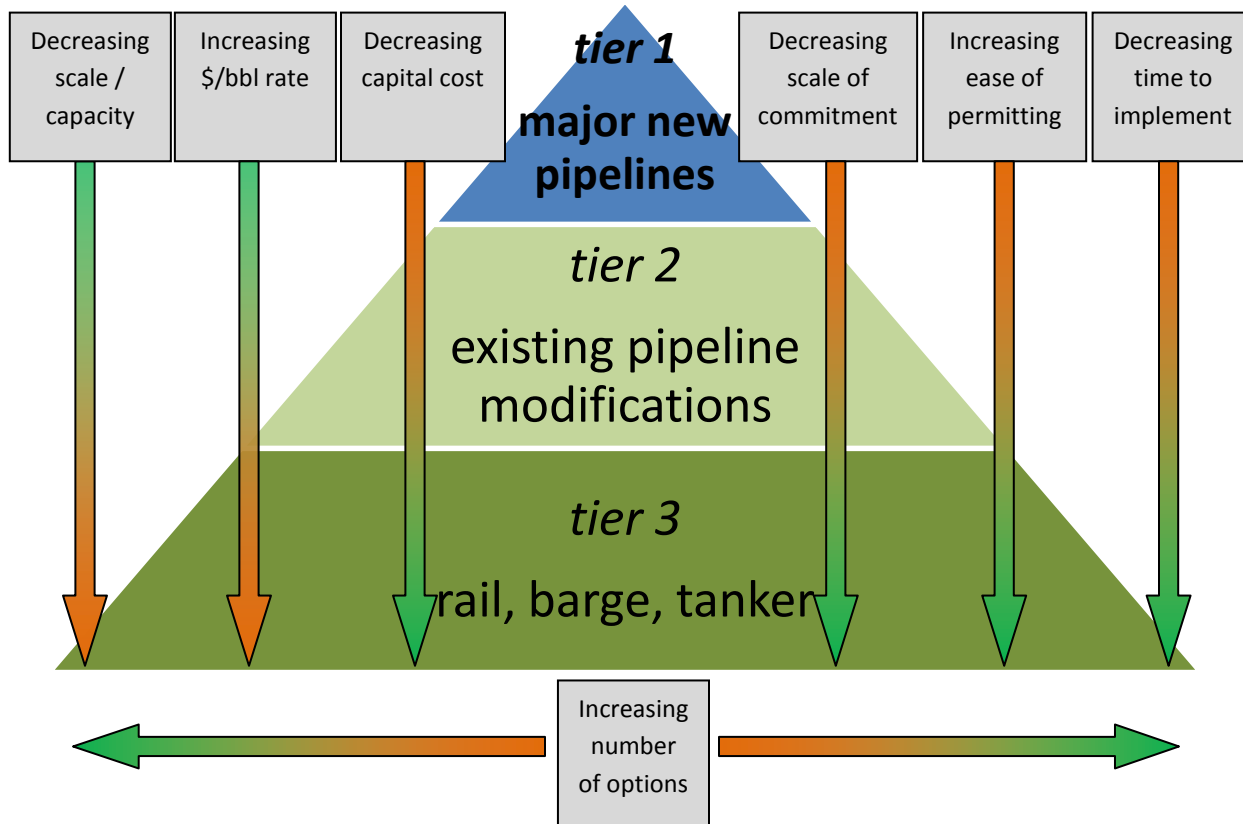 Decreasing
scale /
capacity
Increasing
$/bbl rate
Decreasing
capital cost
tier 1
major new
pipelines
Decreasing
scale of
commitment
Increasing
ease of
permitting
Decreasing
time to
implement
tier 2
existing pipeline
modifications
tier 3
rail, barge, tanker
Increasing
number
of options